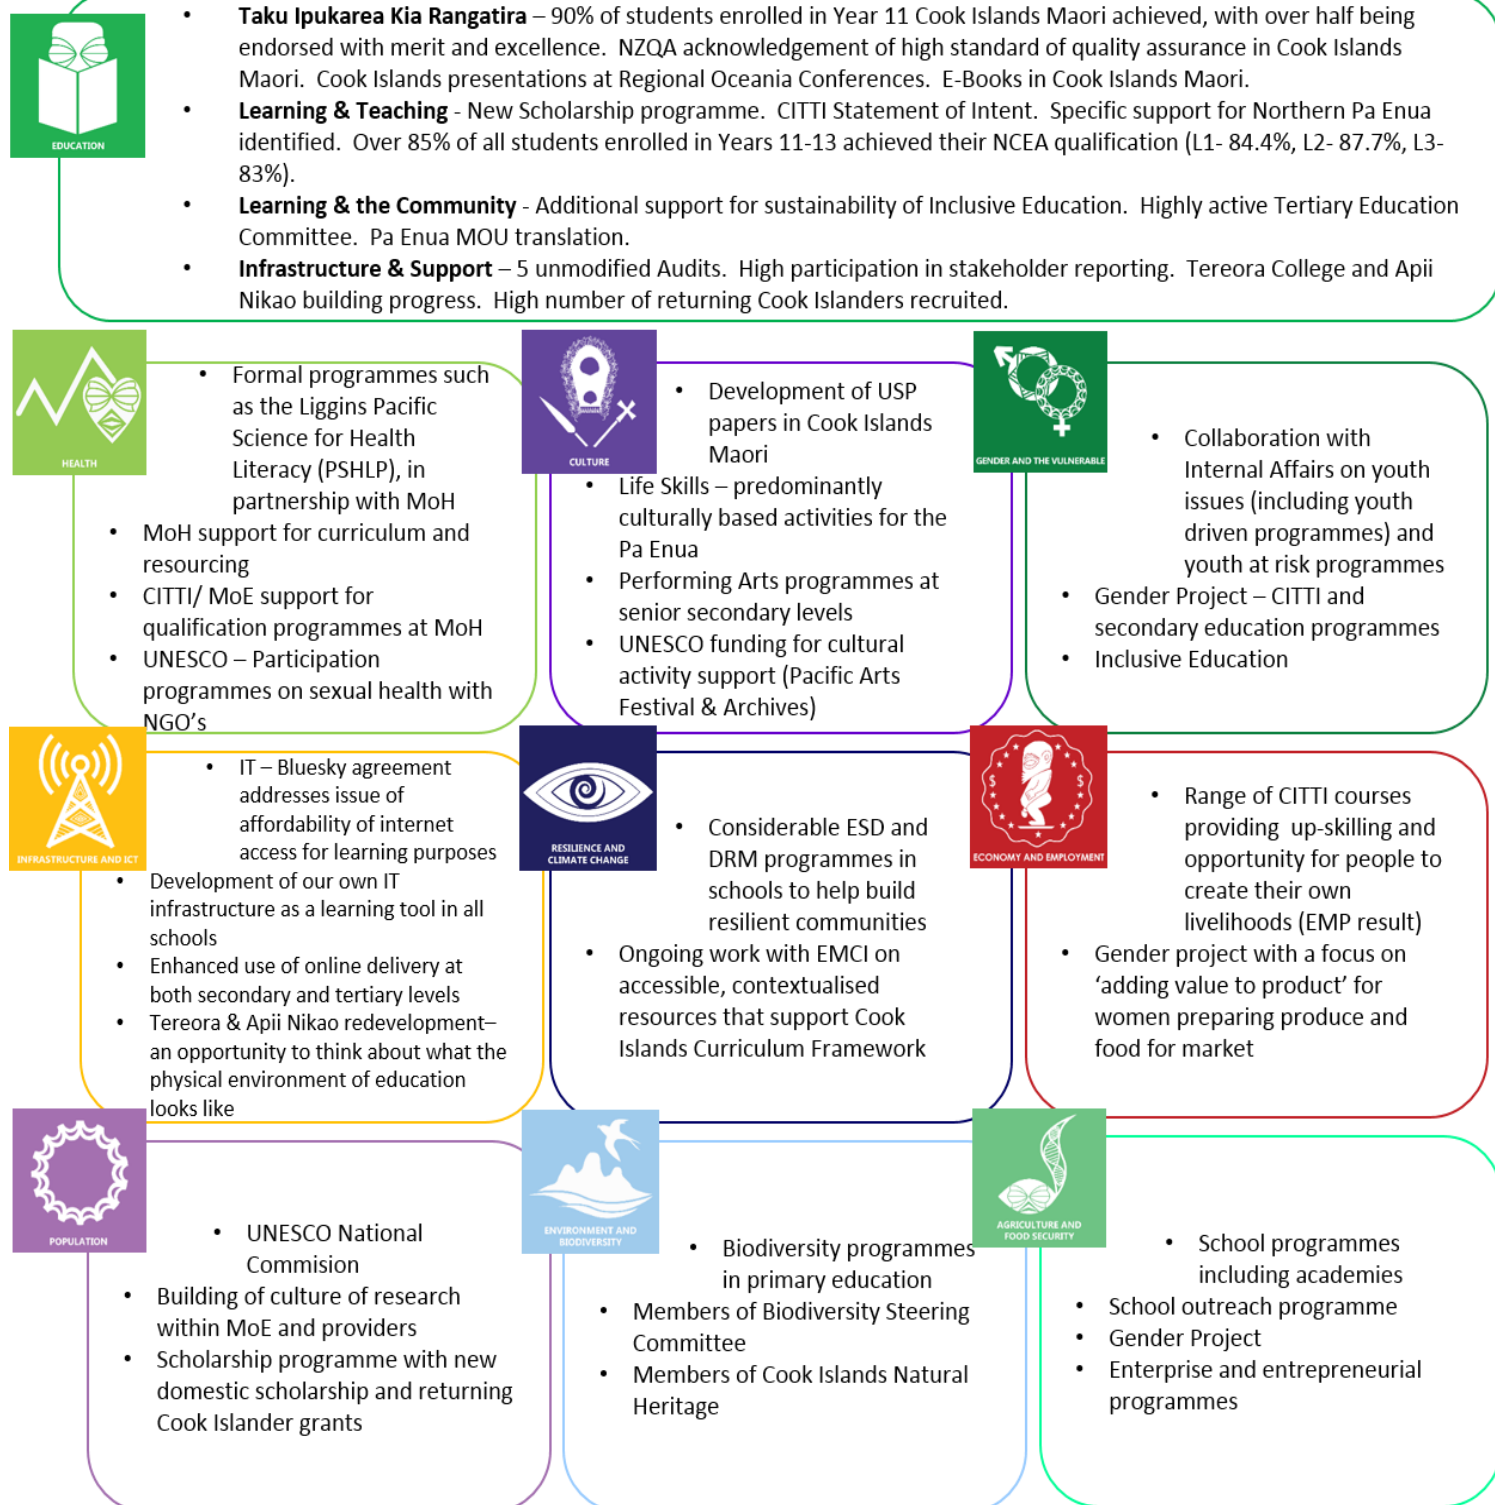 • Taku Ipukarea Kia Rangatira – 90% of students enrolled in Year 11 Cook Islands Maori achieved, with over half being
endorsed with merit and excellence. NZQA acknowledgement of high standard of quality assurance in Cook Islands
Maori. Cook Islands presentations at Regional Oceania Conferences. E-Books in Cook Islands Maori.
• Learning & Teaching - New Scholarship programme. CITTI Statement of Intent. Specific support for Northern Pa Enua
identified. Over 85% of all students enrolled in Years 11-13 achieved their NCEA qualification (L1- 84.4%, L2- 87.7%, L3-
83%).
• Learning & the Community - Additional support for sustainability of Inclusive Education. Highly active Tertiary Education
Committee. Pa Enua MOU translation.
• Infrastructure & Support – 5 unmodified Audits. High participation in stakeholder reporting. Tereora College and Apii
Nikao building progress. High number of returning Cook Islanders recruited.
EDUCATION
HEALTH
• Formal programmes such
as the Liggins Pacific
Science for Health
Literacy (PSHLP), in
partnership with MoH
• MoH support for curriculum and
resourcing
• CITTI/ MoE support for
qualification programmes at MoH
• UNESCO – Participation
programmes on sexual health with
NGO's
CULTURE
• Development of USP
papers in Cook Islands
Maori
• Life Skills – predominantly
culturally based activities for the
Pa Enua
• Performing Arts programmes at
senior secondary levels
• UNESCO funding for cultural
activity support (Pacific Arts
Festival & Archives)
GENDER AND THE VULNERABLE
• Collaboration with
Internal Affairs on youth
issues (including youth
driven programmes) and
youth at risk programmes
• Gender Project – CITTI and
secondary education programmes
• Inclusive Education
INFRASTRUCTURE AND ICT
• IT – Bluesky agreement
addresses issue of
affordability of internet
access for learning purposes
• Development of our own IT
infrastructure as a learning tool in all
schools
• Enhanced use of online delivery at
both secondary and tertiary levels
• Tereora & Apii Nikao redevelopment–
an opportunity to think about what the
physical environment of education
looks like
RESILIENCE AND
CLIMATE CHANGE
• Considerable ESD and
DRM programmes in
schools to help build
resilient communities
• Ongoing work with EMCI on
accessible, contextualised
resources that support Cook
Islands Curriculum Framework
ECONOMY AND EMPLOYMENT
• Range of CITTI courses
providing up-skilling and
opportunity for people to
create their own
livelihoods (EMP result)
• Gender project with a focus on
‘adding value to product’ for
women preparing produce and
food for market
POPULATION
• UNESCO National
Commision
• Building of culture of research
within MoE and providers
• Scholarship programme with new
domestic scholarship and returning
Cook Islander grants
ENVIRONMENT AND
BIODIVERSITY
• Biodiversity programmes
in primary education
• Members of Biodiversity Steering
Committee
• Members of Cook Islands Natural
Heritage
AGRICULTURE AND
FOOD SECURITY
• School programmes
including academies
• School outreach programme
• Gender Project
• Enterprise and entrepreneurial
programmes